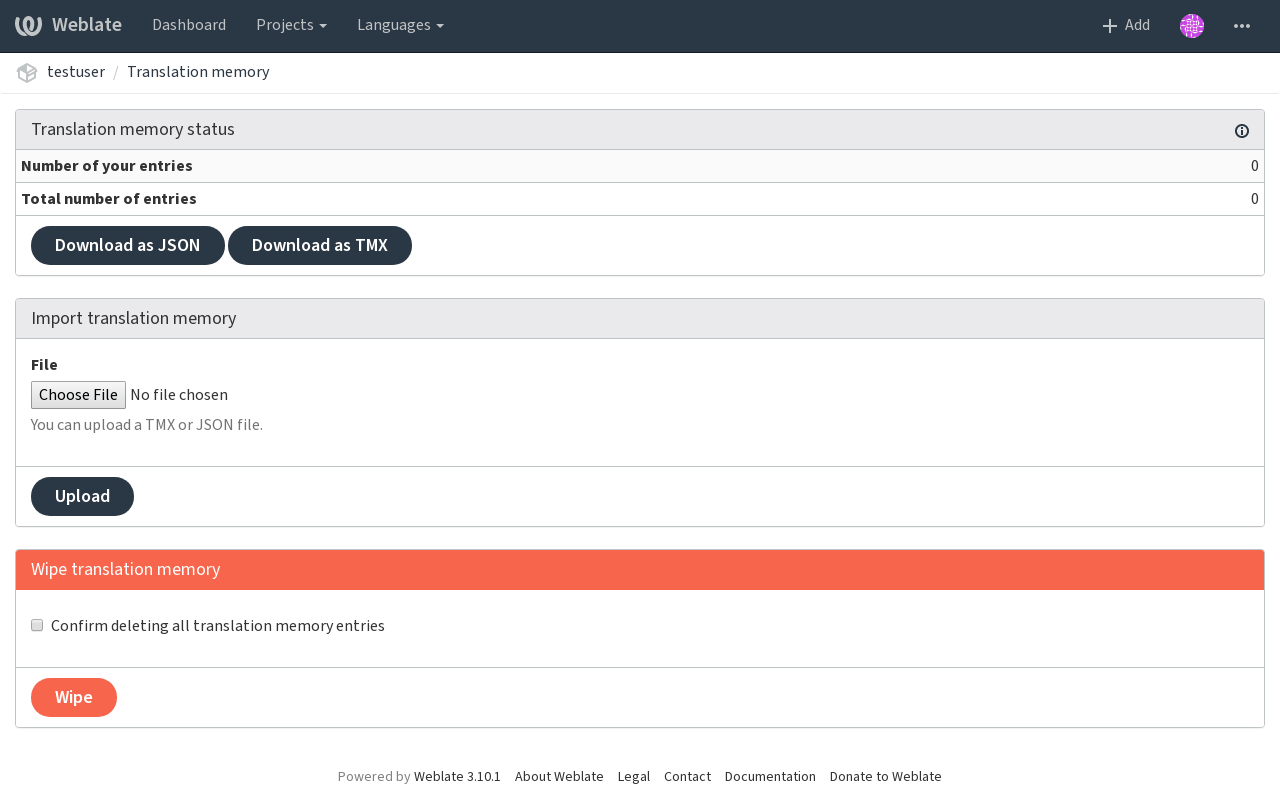 Weblate Dashboard Projects Languages Add
testuser / Translation memory
Translation memory status
Number of your entries 0
Total number of entries 0
Download as JSON Download as TMX
Import translation memory
File
Choose File No file chosen
You can upload a TMX or JSON file.
Upload
Wipe translation memory
Confirm deleting all translation memory entries
Wipe
Powered by Weblate 3.10.1 About Weblate Legal Contact Documentation Donate to Weblate